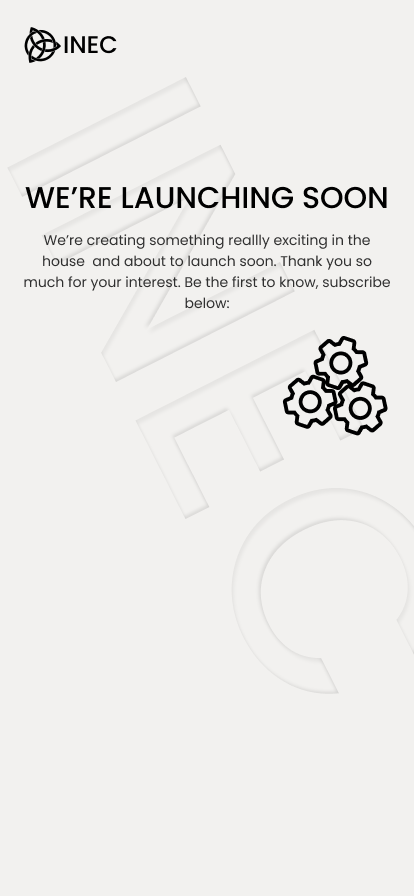 INEC
WE’RE LAUNCHING SOON
We’re creating something reallly exciting in the
house  and about to launch soon. Thank you so
much for your interest. Be the first to know, subscribe
below:
INEC